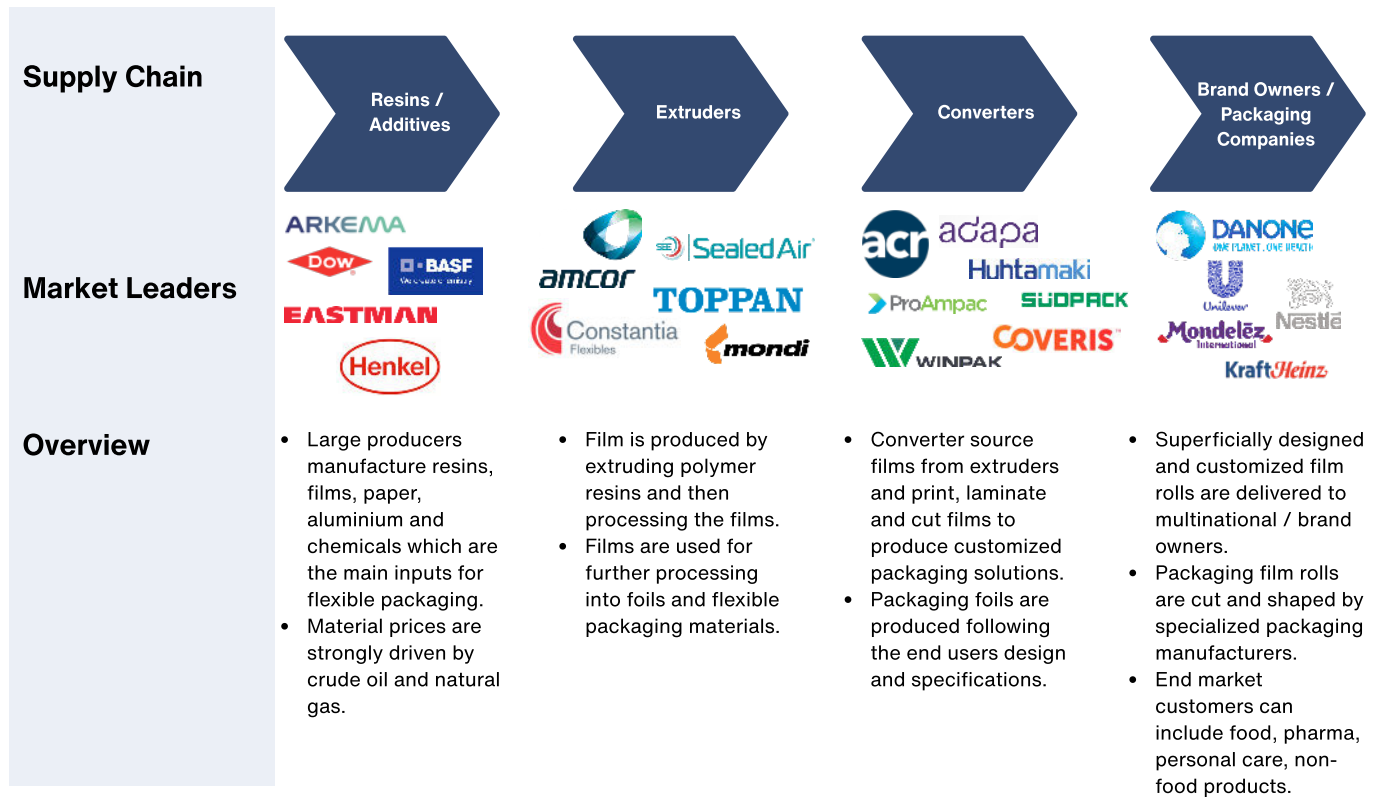 Supply Chain
Resins /
Additives
Extruders
Converters
Brand Owners /
Packaging
Companies
Market Leaders
ARKEMA
DOW
BASF
We create chemistry
EASTMAN
Henkel
amcor
SEE
Sealed Air
TOPPAN
Constantia
Flexibles
mondi
acr
adapa
Huhtamaki
ProAmpac
SÜDPACK
COVERIS™
WINPAK
DANONE
ONE PLANET. ONE HEALTH
Unilever
Nestlé
Mondelēz
International
KraftHeinz
Overview
• Large producers
manufacture resins,
films, paper,
aluminium and
chemicals which are
the main inputs for
flexible packaging.
• Material prices are
strongly driven by
crude oil and natural
gas.
• Film is produced by
extruding polymer
resins and then
processing the films.
• Films are used for
further processing
into foils and flexible
packaging materials.
• Converter source
films from extruders
and print, laminate
and cut films to
produce customized
packaging solutions.
• Packaging foils are
produced following
the end users design
and specifications.
• Superficially designed
and customized film
rolls are delivered to
multinational / brand
owners.
• Packaging film rolls
are cut and shaped by
specialized packaging
manufacturers.
• End market
customers can
include food, pharma,
personal care, non-
food products.